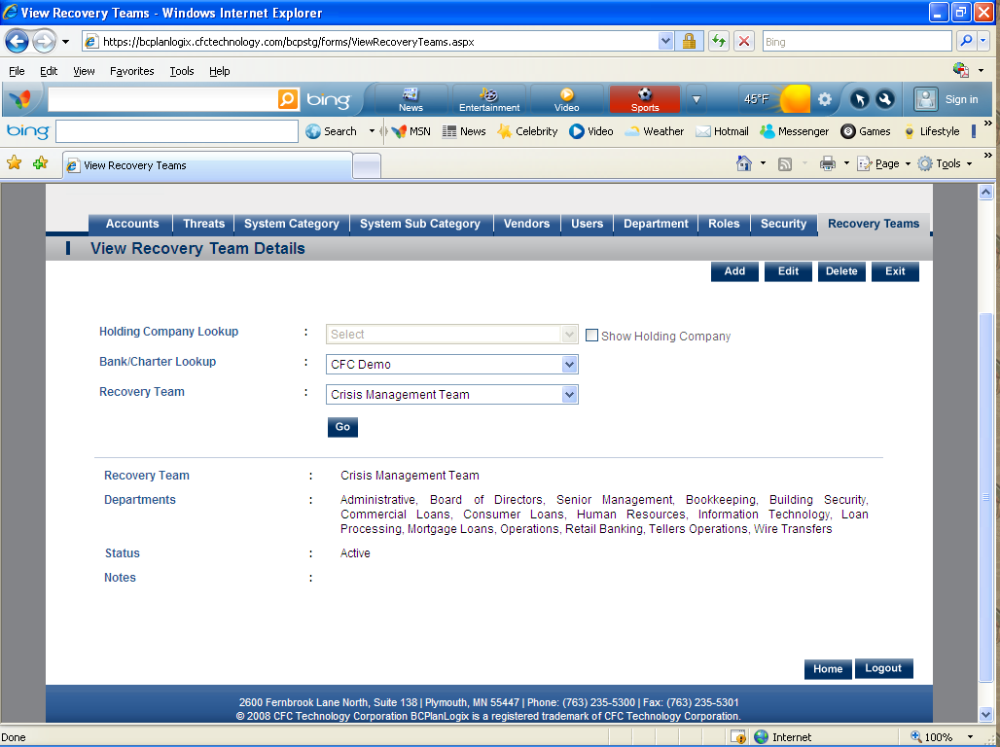 View Recovery Teams - Windows Internet Explorer
https://bcplanlogix.cfctechnology.com/bcpstg/forms/ViewRecoveryTeams.aspx
Bing
File Edit View Favorites Tools Help
bing News Entertainment Video Sports 45°F Sign in
bing Search MSN News Celebrity Video Weather Hotmail Messenger Games Lifestyle
View Recovery Teams Page Tools
Accounts Threats System Category System Sub Category Vendors Users Department Roles Security Recovery Teams
View Recovery Team Details
Add Edit Delete Exit
Holding Company Lookup : Select Show Holding Company
Bank/Charter Lookup : CFC Demo
Recovery Team : Crisis Management Team
Go
Recovery Team : Crisis Management Team
Departments : Administrative, Board of Directors, Senior Management, Bookkeeping, Building Security,
Commercial Loans, Consumer Loans, Human Resources, Information Technology, Loan
Processing, Mortgage Loans, Operations, Retail Banking, Tellers Operations, Wire Transfers
Status : Active
Notes :
Home Logout
2600 Fernbrook Lane North, Suite 138 | Plymouth, MN 55447 | Phone: (763) 235-5300 | Fax: (763) 235-5301
© 2008 CFC Technology Corporation BCPlanLogix is a registered trademark of CFC Technology Corporation.
Done Internet 100%